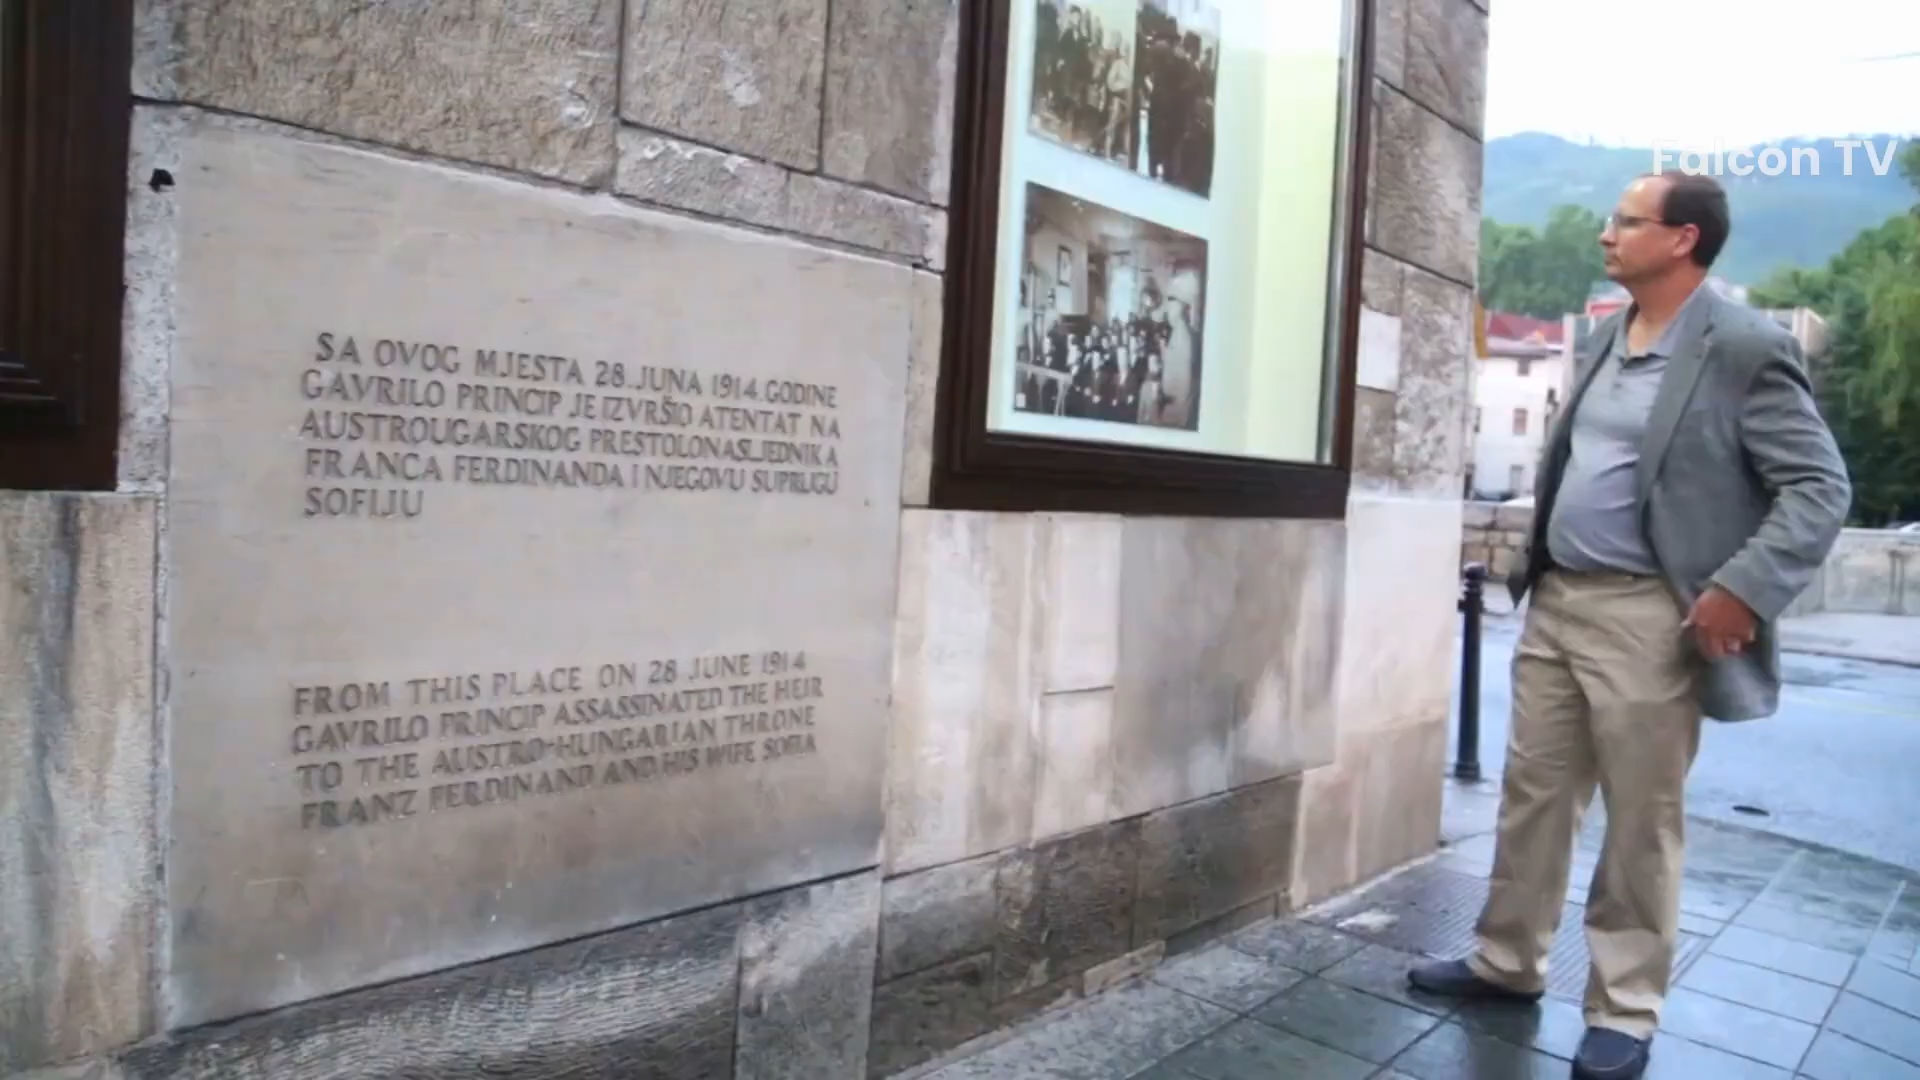 Falcon TV
SA OVOG MJESTA 28.JUNA 1914.GODINE
GAVRILO PRINCIP JE IZVRŠIO ATENTAT NA
AUSTROUGARSKOG PRESTOLONASLJEDNIKA
FRANCA FERDINANDA I NJEGOVU SUPRUGU
SOFIJU
FROM THIS PLACE ON 28 JUNE 1914
GAVRILO PRINCIP ASSASSINATED THE HEIR
TO THE AUSTRO-HUNGARIAN THRONE
FRANZ FERDINAND AND HIS WIFE SOFIA